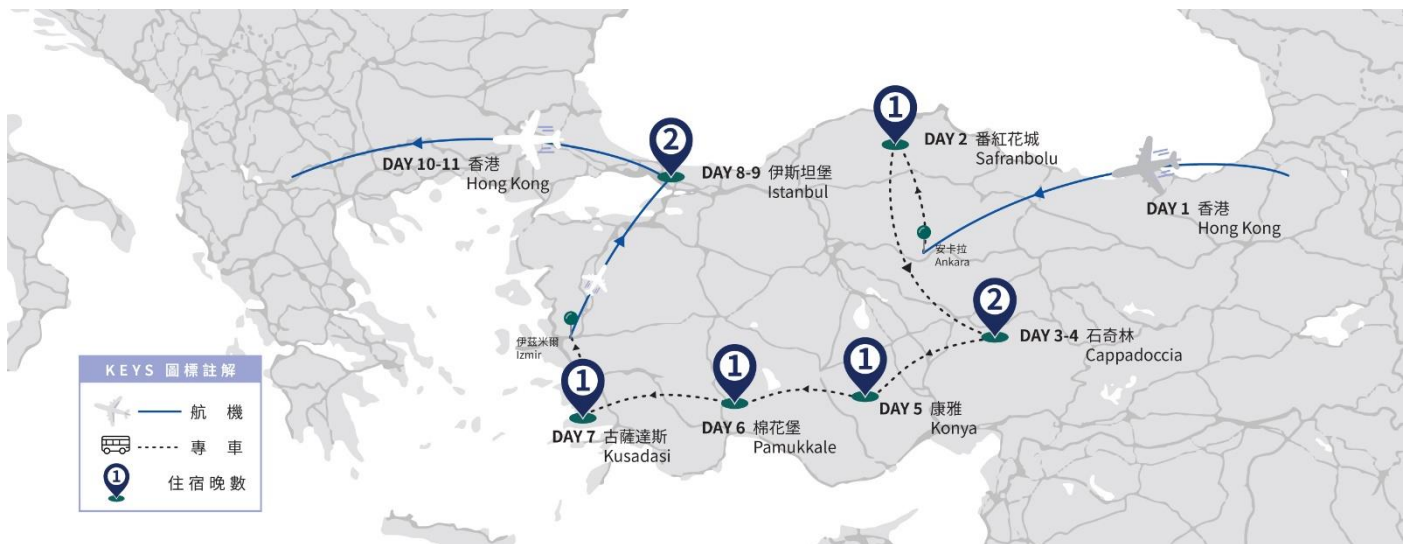 DAY 1 香港
Hong Kong
安卡拉
Ankara
1
DAY 2 番紅花城
Safranbolu
2
DAY 3-4 石奇林
Cappadoccia
1
DAY 5 康雅
Konya
1
DAY 6 棉花堡
Pamukkale
1
DAY 7 古薩達斯
Kusadasi
伊茲米爾
Izmir
2
DAY 8-9 伊斯坦堡
Istanbul
DAY 10-11 香港
Hong Kong
KEYS 圖標註解
航機
專車
1 住宿晚數